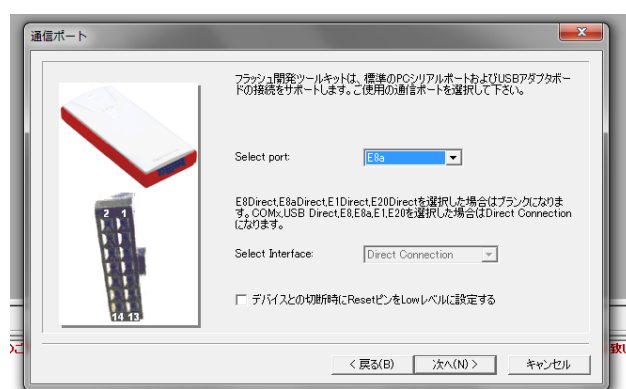 通信ポート
フラッシュ開発ツールキットは、標準のPCシリアルポートおよびUSBアダプタボー
ドの接続をサポートします。ご使用の通信ポートを選択して下さい。
Select port:
E8a
E8Direct,E8aDirect,E1Direct,E20Directを選択した場合はブランクになりま
す。COMx,USB Direct,E8,E8a,E1,E20を選択した場合はDirect Connection
になります。
Select Interface:
Direct Connection
デバイスとの切断時にResetピンをLowレベルに設定する
2 1
14 13
< 戻る(B)
次へ(N) >
キャンセル